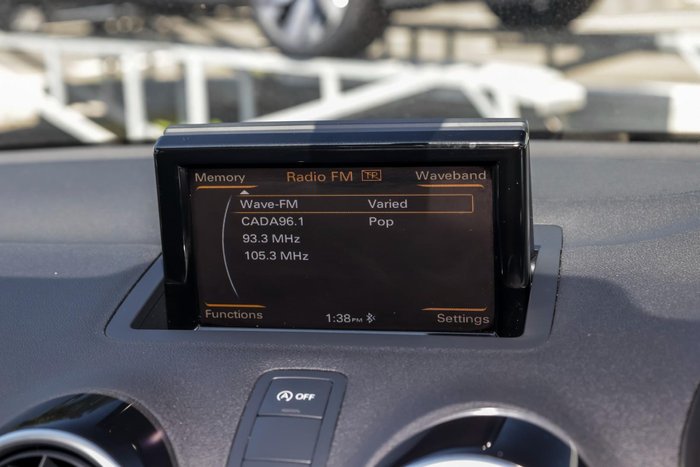 Memory Radio FM TP Waveband
Wave-FM Varied
CADA96.1 Pop
93.3 MHz
105.3 MHz
Functions 1:38PM Settings
A OFF